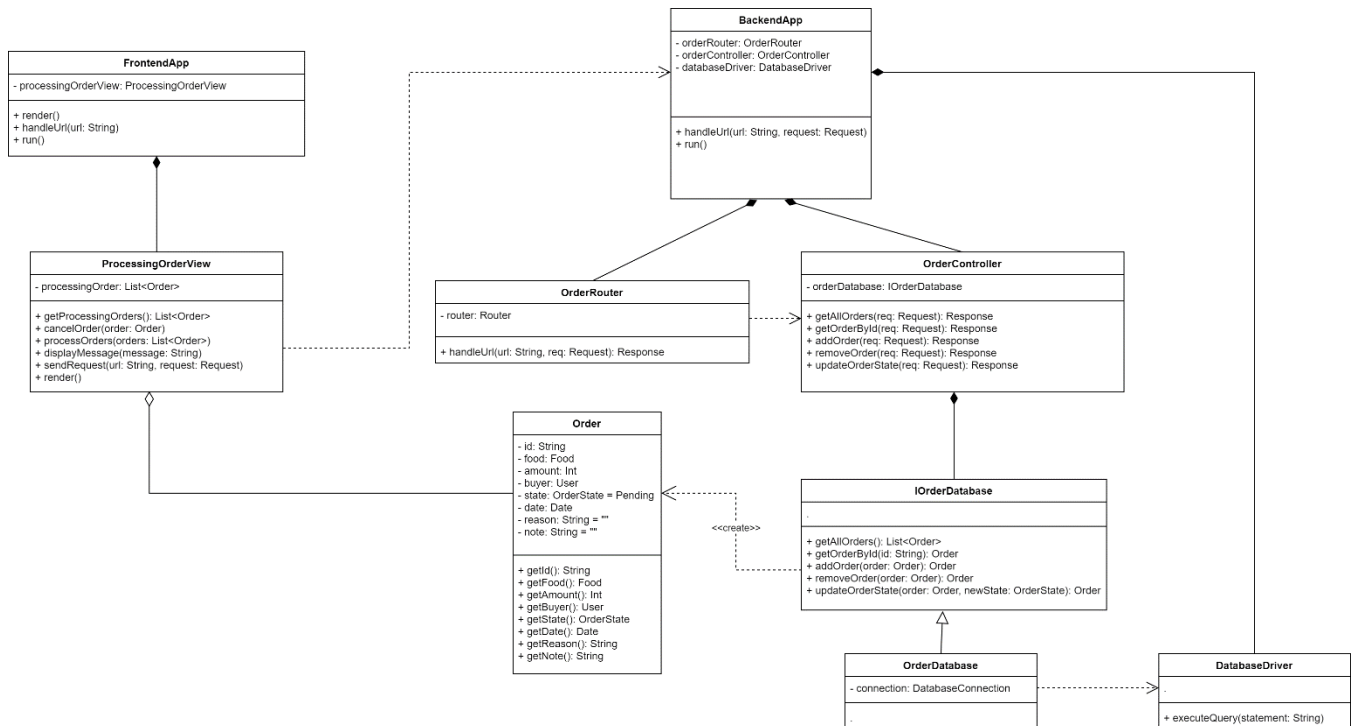 FrontendApp
- processingOrderView: ProcessingOrderView
+ render()
+ handleUrl(url: String)
+ run()
BackendApp
- orderRouter: OrderRouter
- orderController: OrderController
- databaseDriver: DatabaseDriver
+ handleUrl(url: String, request: Request)
+ run()
ProcessingOrderView
- processingOrder: List<Order>
+ getProcessingOrders(): List<Order>
+ cancelOrder(order: Order)
+ processOrders(orders: List<Order>)
+ displayMessage(message: String)
+ sendRequest(url: String, request: Request)
+ render()
OrderRouter
- router: Router
+ handleUrl(url: String, req: Request): Response
OrderController
- orderDatabase: IOrderDatabase
+ getAllOrders(req: Request): Response
+ getOrderById(req: Request): Response
+ addOrder(req: Request): Response
+ removeOrder(req: Request): Response
+ updateOrderState(req: Request): Response
Order
- id: String
- food: Food
- amount: Int
- buyer: User
- state: OrderState = Pending
- date: Date
- reason: String = ""
- note: String = ""
+ getId(): String
+ getFood(): Food
+ getAmount(): Int
+ getBuyer(): User
+ getState(): OrderState
+ getDate(): Date
+ getReason(): String
+ getNote(): String
<<create>>
IOrderDatabase
.
+ getAllOrders(): List<Order>
+ getOrderById(id: String): Order
+ addOrder(order: Order): Order
+ removeOrder(order: Order): Order
+ updateOrderState(order: Order, newState: OrderState): Order
OrderDatabase
- connection: DatabaseConnection
.
DatabaseDriver
.
+ executeQuery(statement: String)